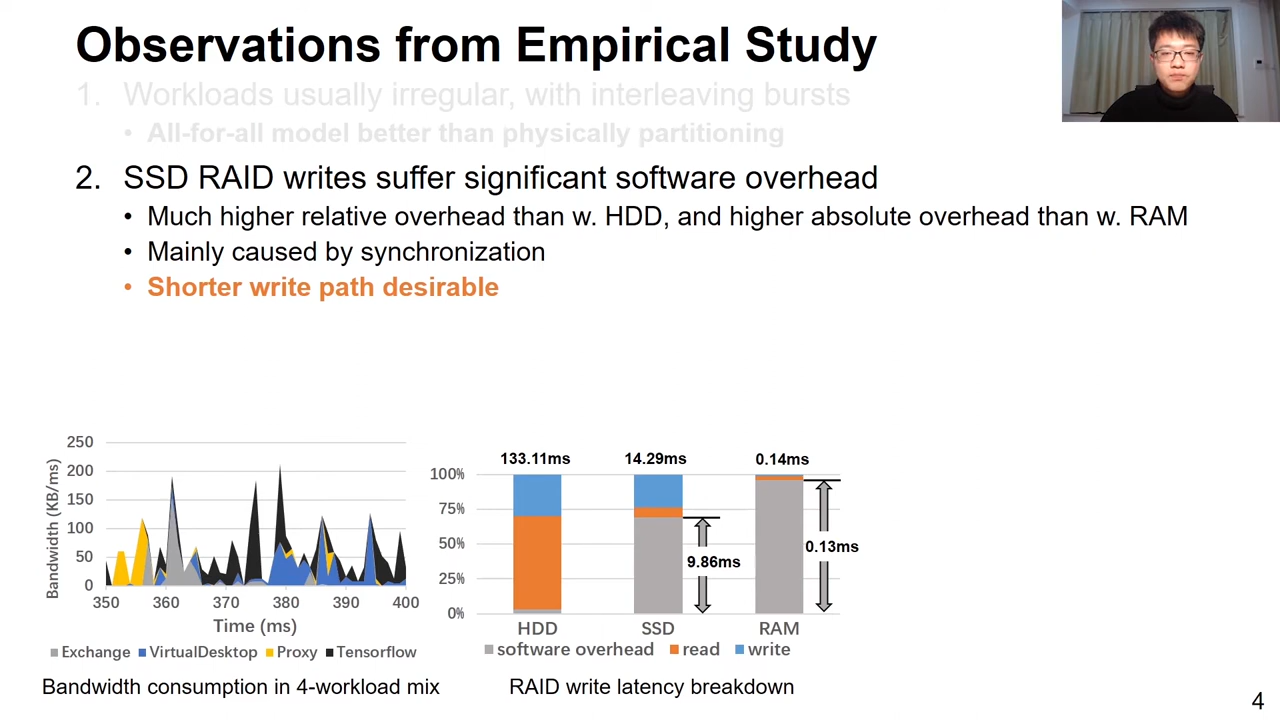 Observations from Empirical Study
1. Workloads usually irregular, with interleaving bursts
• All-for-all model better than physically partitioning
2. SSD RAID writes suffer significant software overhead
• Much higher relative overhead than w. HDD, and higher absolute overhead than w. RAM
• Mainly caused by synchronization
• Shorter write path desirable
Bandwidth (KB/ms)
250
200
150
100
50
0
350 360 370 380 390 400
Time (ms)
Exchange VirtualDesktop Proxy Tensorflow
Bandwidth consumption in 4-workload mix
133.11ms 14.29ms 0.14ms
100%
75%
50%
25%
0%
9.86ms
0.13ms
HDD SSD RAM
software overhead read write
RAID write latency breakdown
4